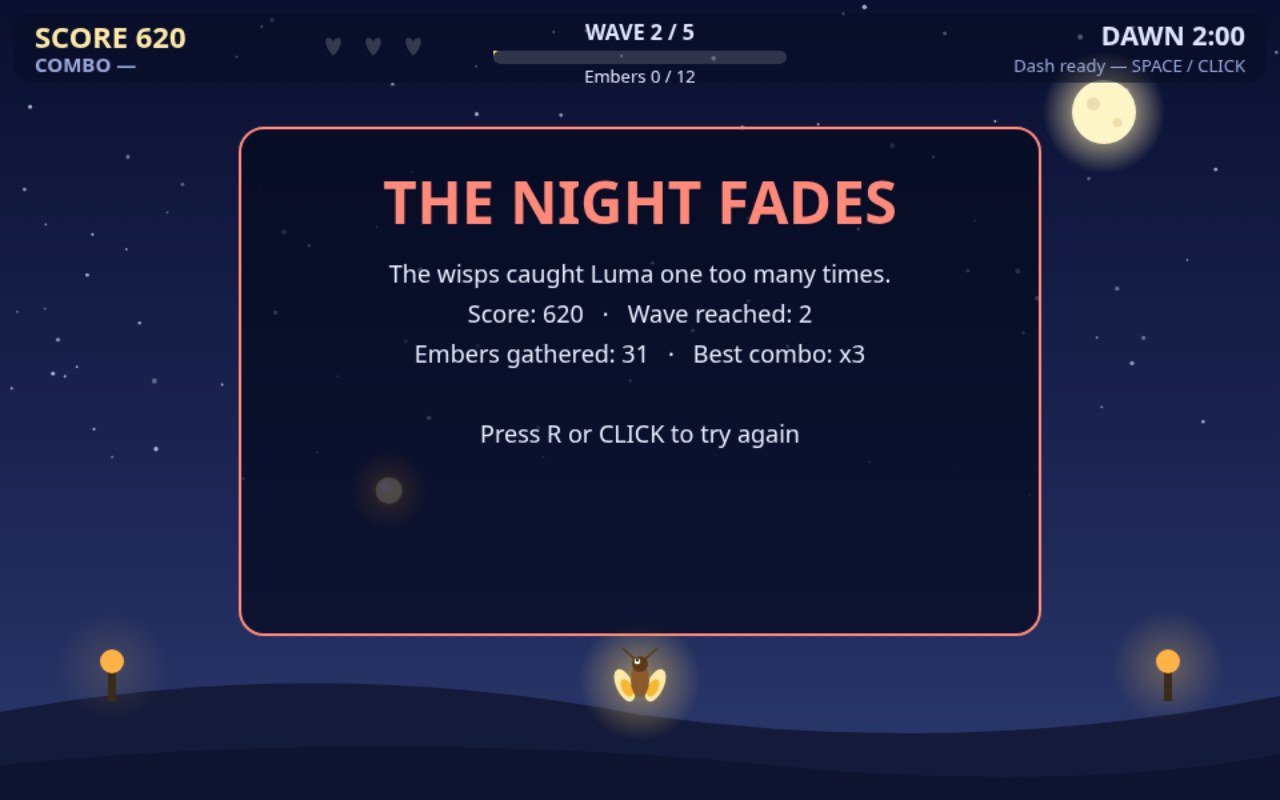 SCORE 620
COMBO —
WAVE 2 / 5
Embers 0 / 12
DAWN 2:00
Dash ready — SPACE / CLICK
THE NIGHT FADES
The wisps caught Luma one too many times.
Score: 620 · Wave reached: 2
Embers gathered: 31 · Best combo: x3
Press R or CLICK to try again